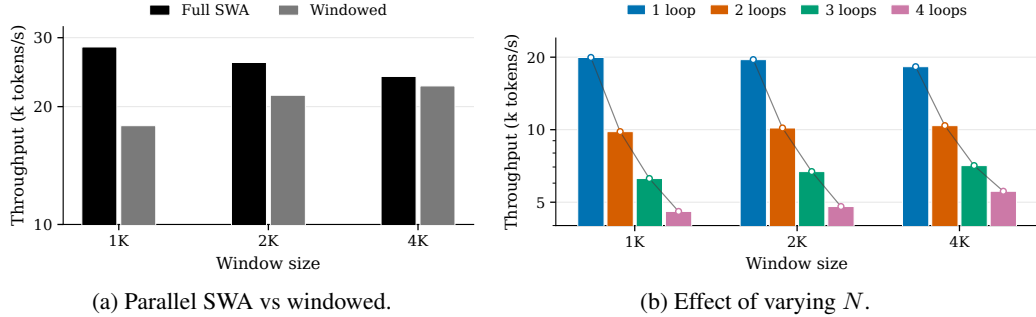 Full SWA Windowed
Throughput (k tokens/s)
30
20
10
1K 2K 4K
Window size
(a) Parallel SWA vs windowed.
1 loop 2 loops 3 loops 4 loops
Throughput (k tokens/s)
20
10
5
1K 2K 4K
Window size
(b) Effect of varying N.